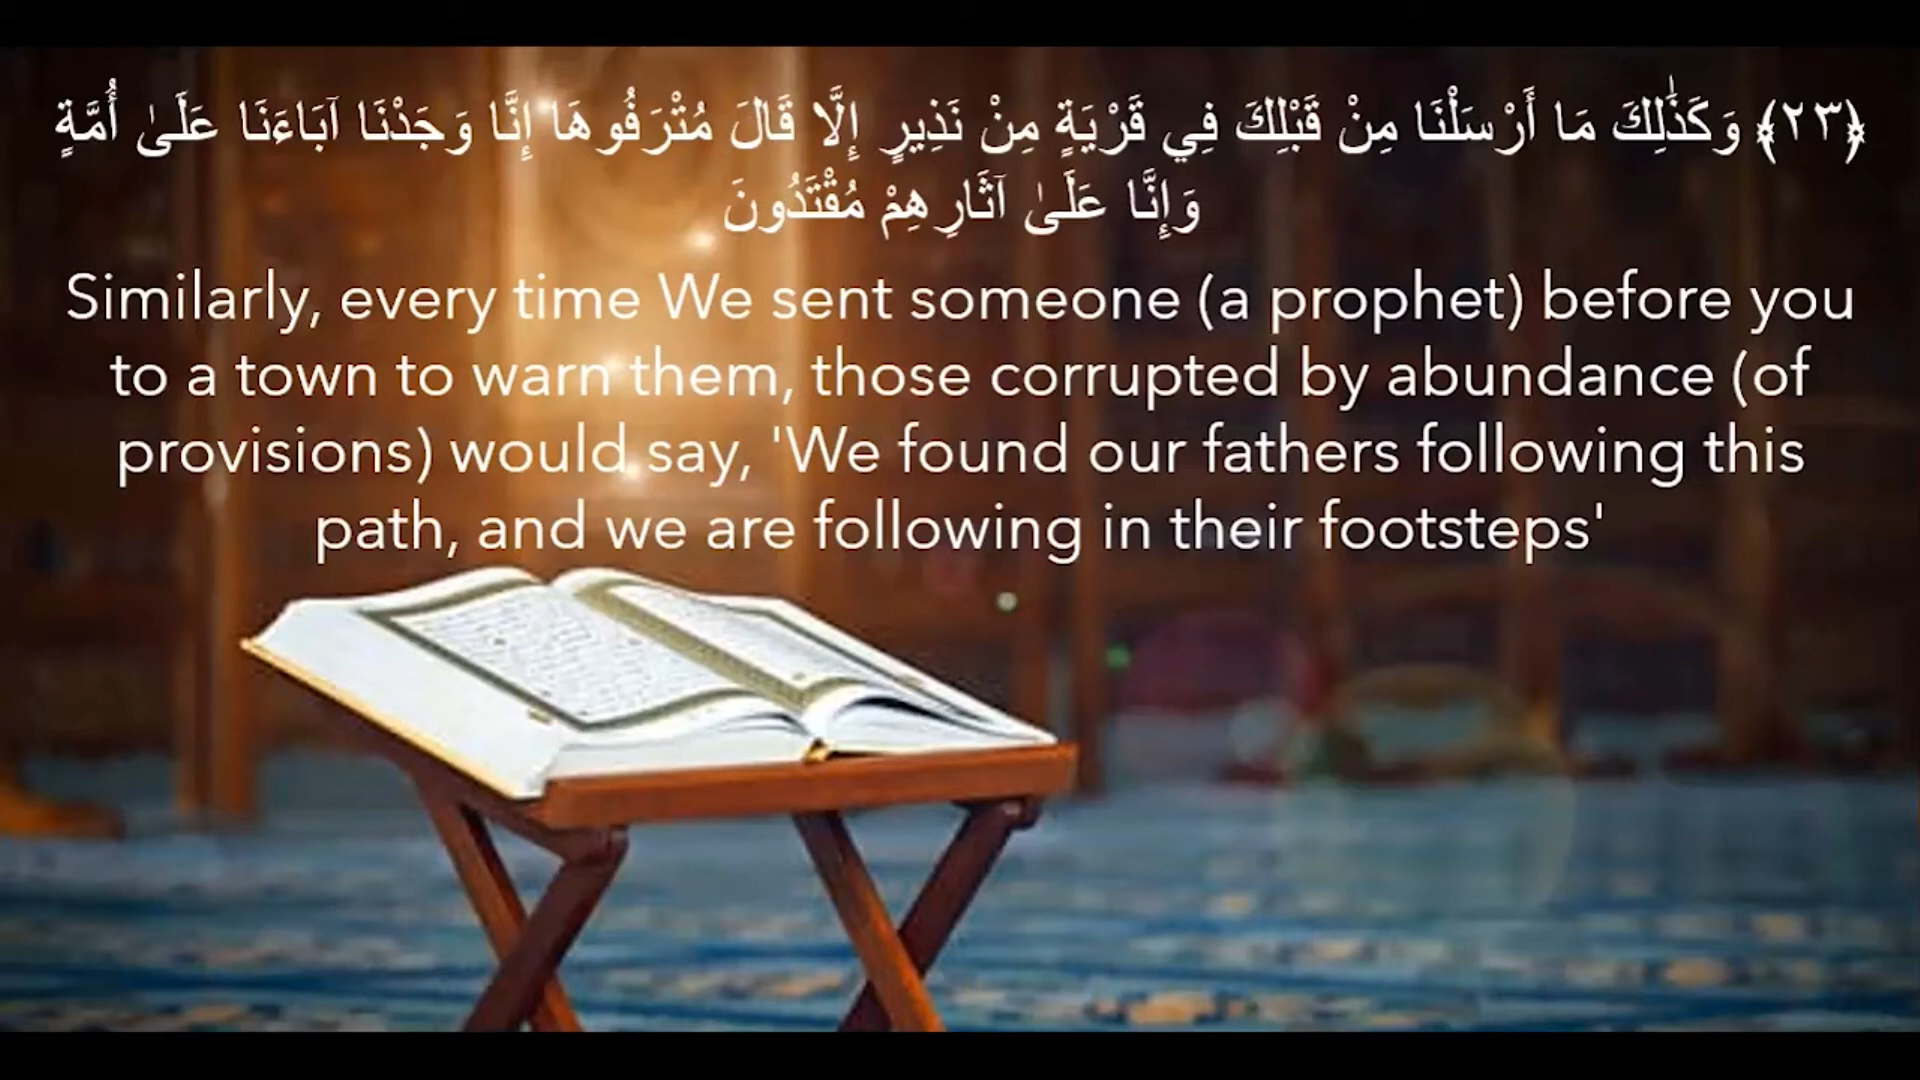 ﴿٢٣﴾ وَكَذَٰلِكَ مَا أَرْسَلْنَا مِنْ قَبْلِكَ فِي قَرْيَةٍ مِنْ نَذِيرٍ إِلَّا قَالَ مُتْرَفُوهَا إِنَّا وَجَدْنَا آبَاءَنَا عَلَىٰ أُمَّةٍ
وَإِنَّا عَلَىٰ آثَارِهِمْ مُقْتَدُونَ
Similarly, every time We sent someone (a prophet) before you
to a town to warn them, those corrupted by abundance (of
provisions) would say, 'We found our fathers following this
path, and we are following in their footsteps'